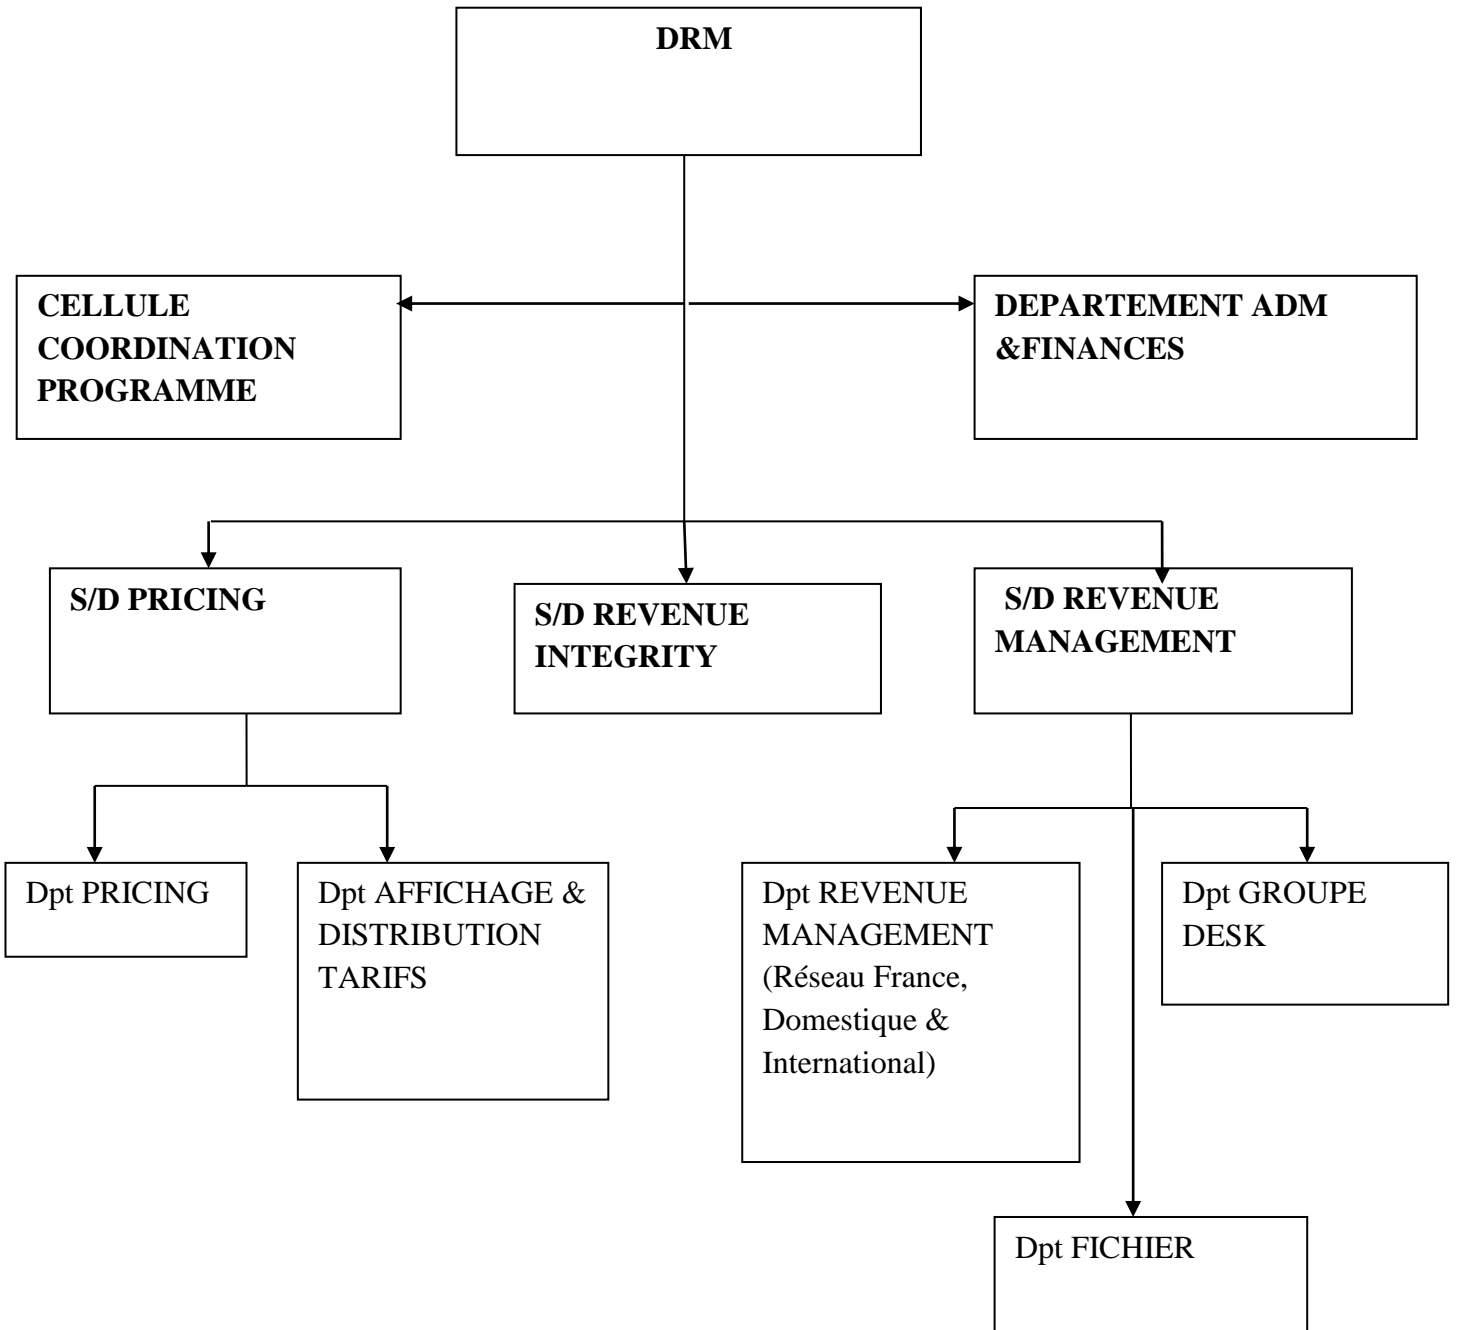 DRM
CELLULE
COORDINATION
PROGRAMME
DEPARTEMENT ADM
&FINANCES
S/D PRICING
S/D REVENUE
INTEGRITY
S/D REVENUE
MANAGEMENT
Dpt PRICING
Dpt AFFICHAGE &
DISTRIBUTION
TARIFS
Dpt REVENUE
MANAGEMENT
(Réseau France,
Domestique &
International)
Dpt GROUPE
DESK
Dpt FICHIER